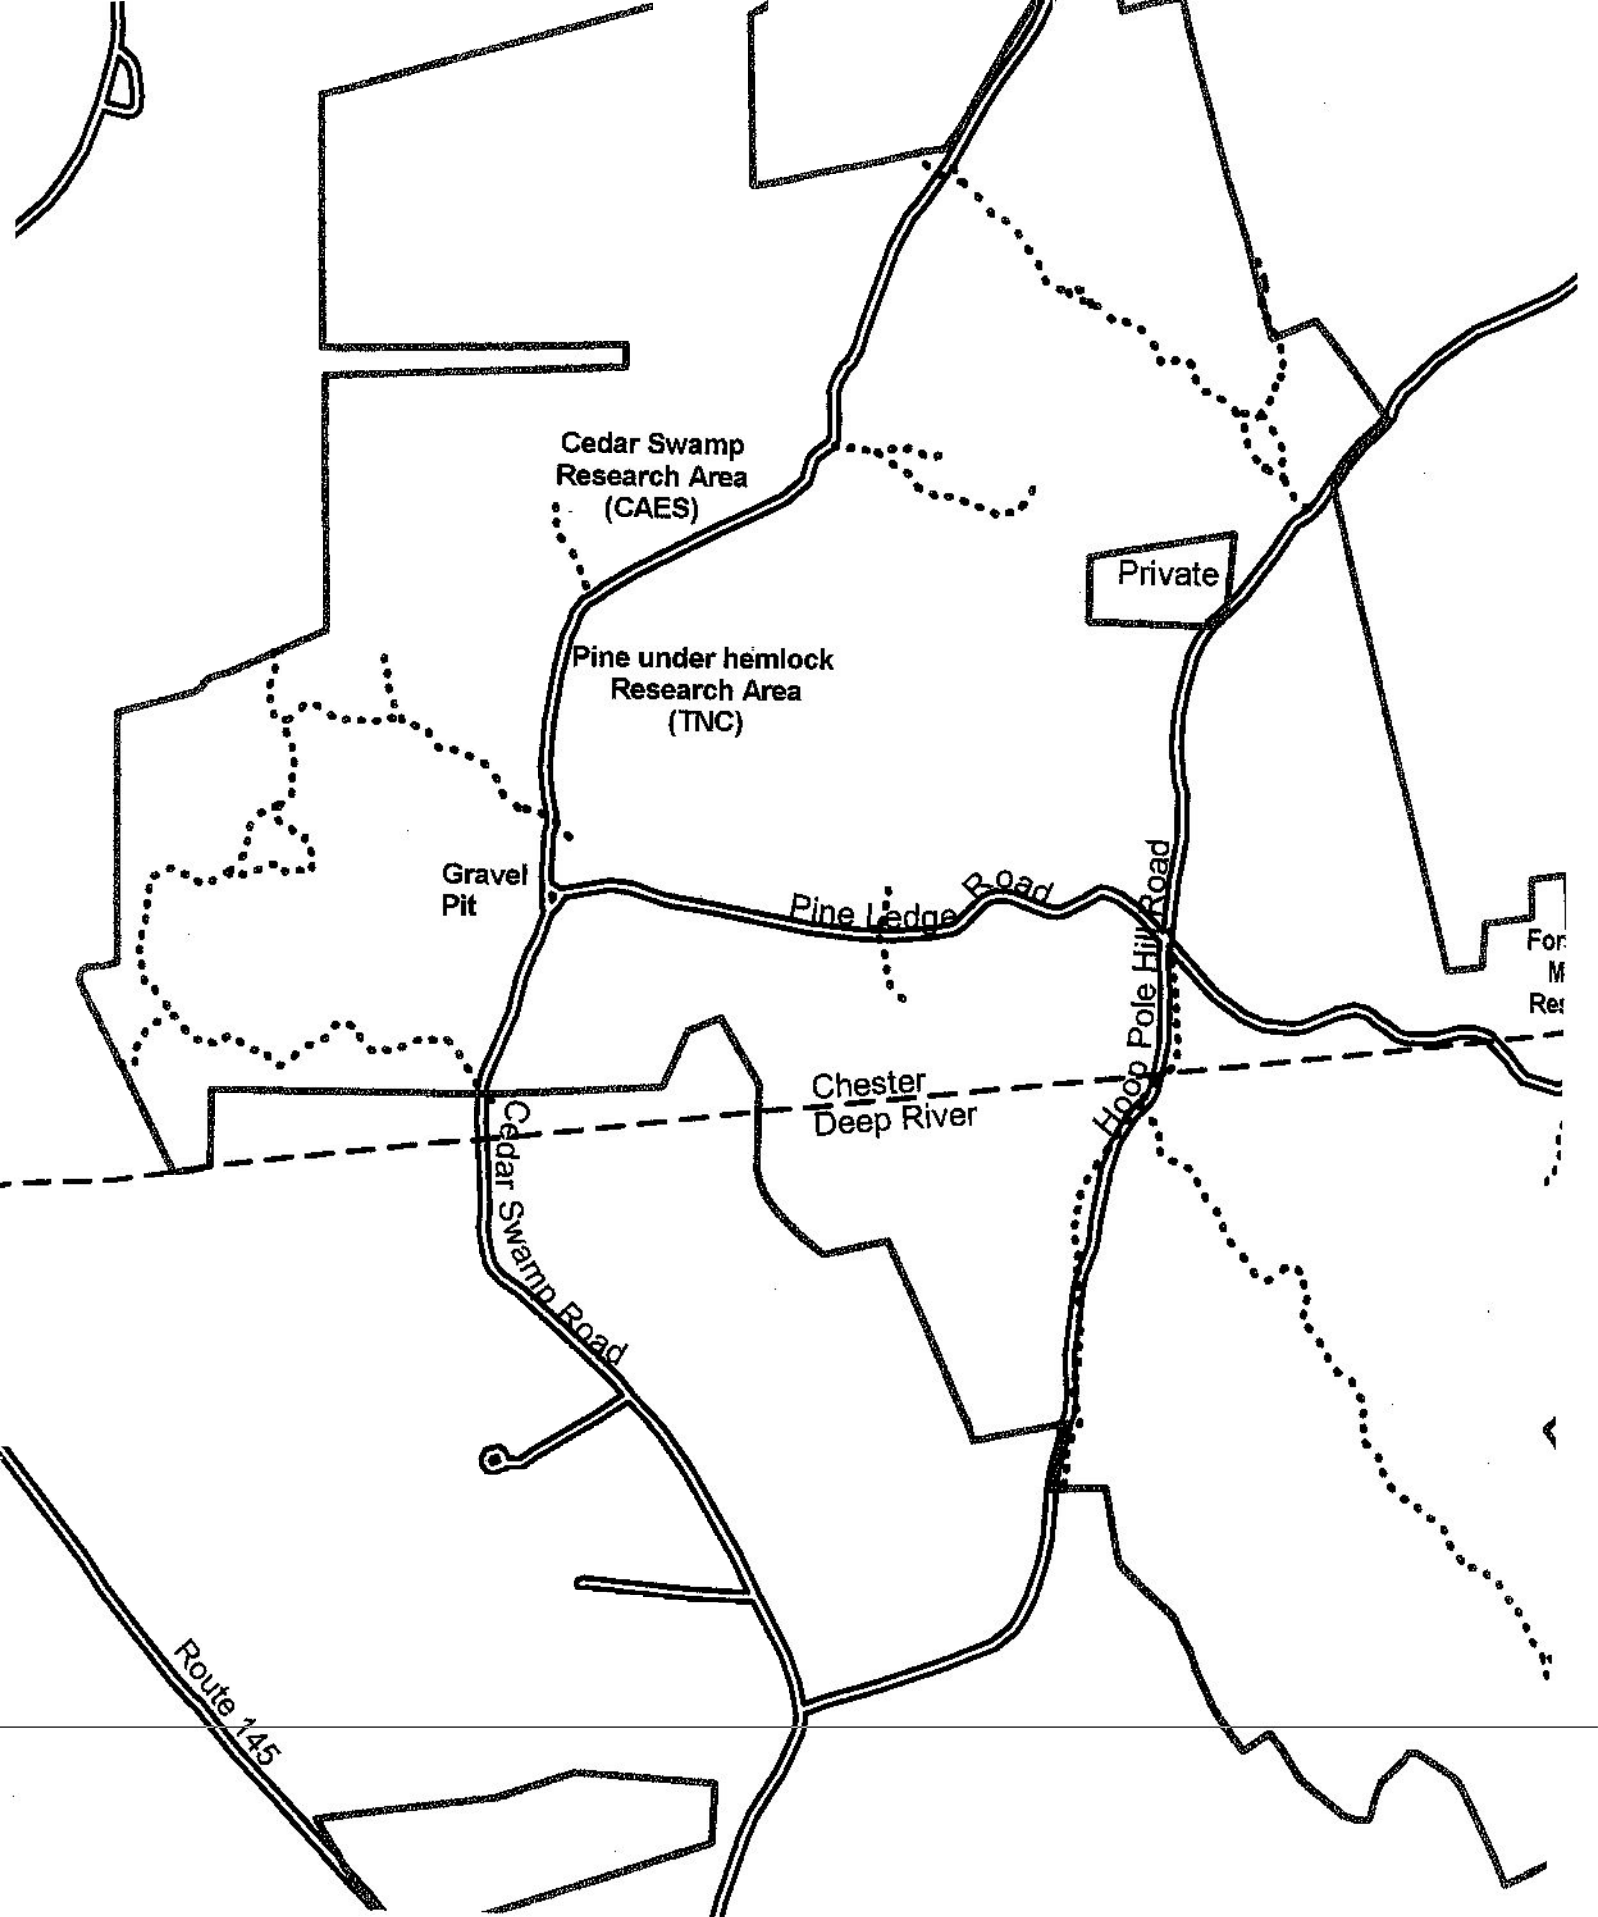 Cedar Swamp
Research Area
(CAES)
Private
Pine under hemlock
Research Area
(TNC)
Gravel
Pit
Pine Ledge Road
Hoop Pole Hill Road
Chester
Deep River
Cedar Swamp Road
Route 145